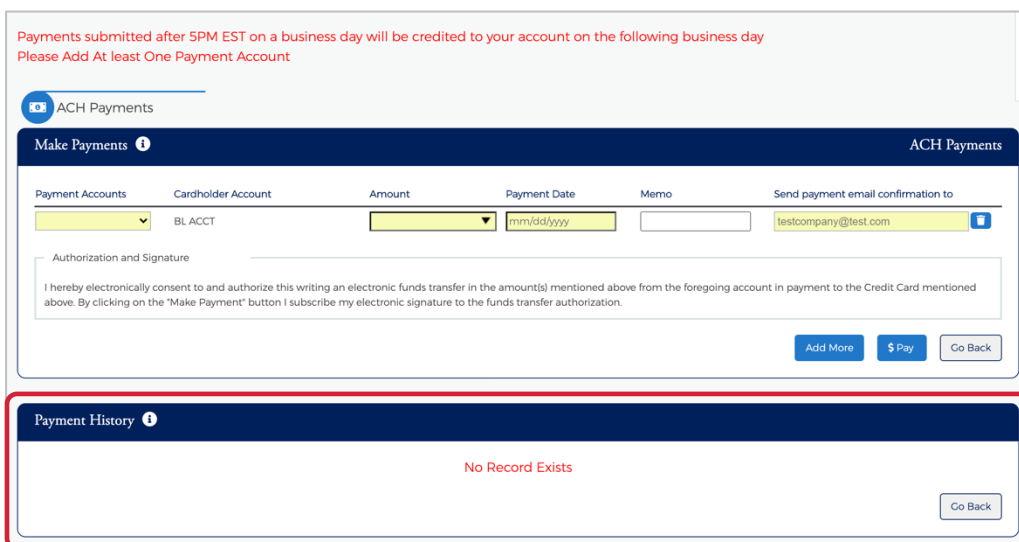 Payments submitted after 5PM EST on a business day will be credited to your account on the following business day
Please Add At least One Payment Account
ACH Payments
Make Payments
ACH Payments
Payment Accounts Cardholder Account Amount Payment Date Memo Send payment email confirmation to
BL ACCT mm/dd/yyyy testcompany@test.com
Authorization and Signature
I hereby electronically consent to and authorize this writing an electronic funds transfer in the amount(s) mentioned above from the foregoing account in payment to the Credit Card mentioned
above. By clicking on the "Make Payment" button I subscribe my electronic signature to the funds transfer authorization.
Add More $ Pay Go Back
Payment History
No Record Exists
Go Back